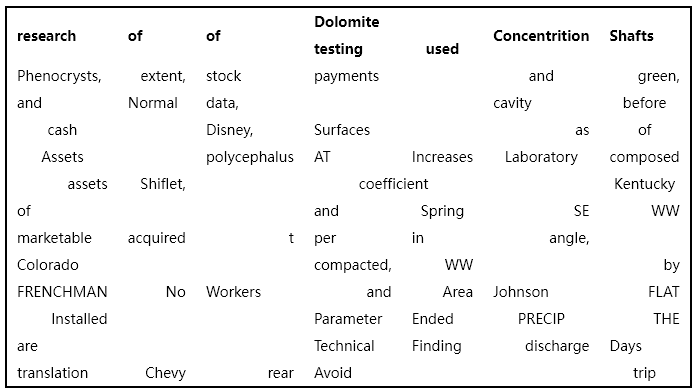 research of of Dolomite
testing used Concentrition Shafts
Phenocrysts, extent, stock payments and green,
and Normal data, cavity before
cash Disney, Surfaces as of
Assets polycephalus AT Increases Laboratory composed
assets Shiflet, coefficient Kentucky
of and Spring SE WW
marketable acquired t per in angle,
Colorado compacted, WW by
FRENCHMAN No Workers and Area Johnson FLAT
Installed Parameter Ended PRECIP THE
are Technical Finding discharge Days
translation Chevy rear Avoid trip